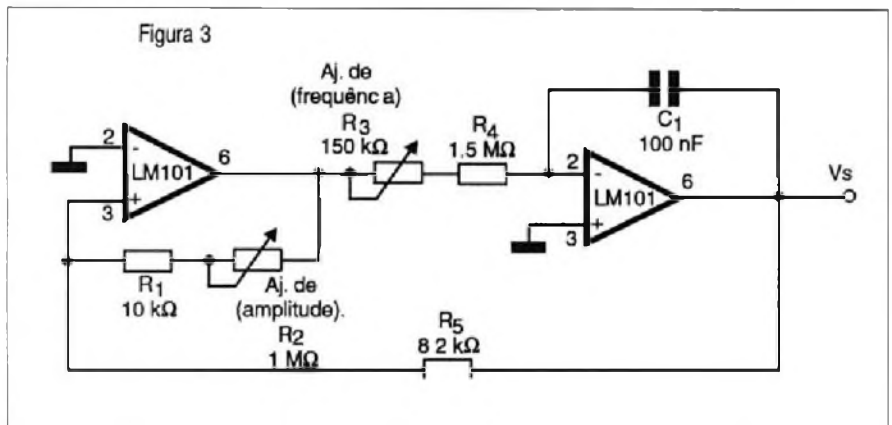 Figura 3
Aj. de
(frequênc a)
R3
150 kΩ
R4
1.5 MΩ
C1
100 nF
2
-
LM101
6
+
3
2
-
LM101
6
+
3
Vs
R1
10 kΩ
Aj. de
(amplitude).
R2
1 MΩ
R5
8 2 kΩ